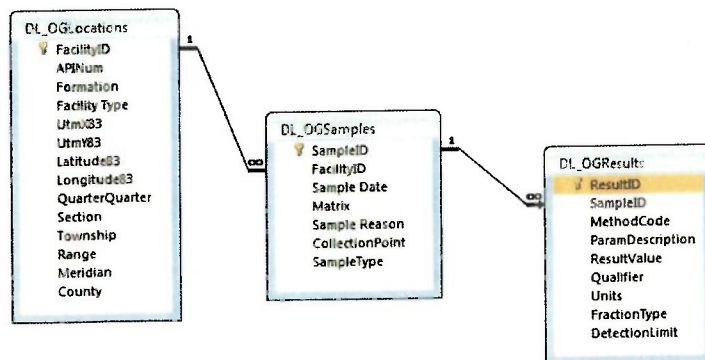 DL_OGLocations
FacilityID
APINum
Formation
Facility Type
UtmX83
UtmY83
Latitude83
Longitude83
QuarterQuarter
Section
Township
Range
Meridian
County
1
∞
DL_OGSamples
SampleID
FacilityID
Sample Date
Matrix
Sample Reason
CollectionPoint
SampleType
1
∞
DL_OGResults
ResultID
SampleID
MethodCode
ParamDescription
ResultValue
Qualifier
Units
FractionType
DetectionLimit